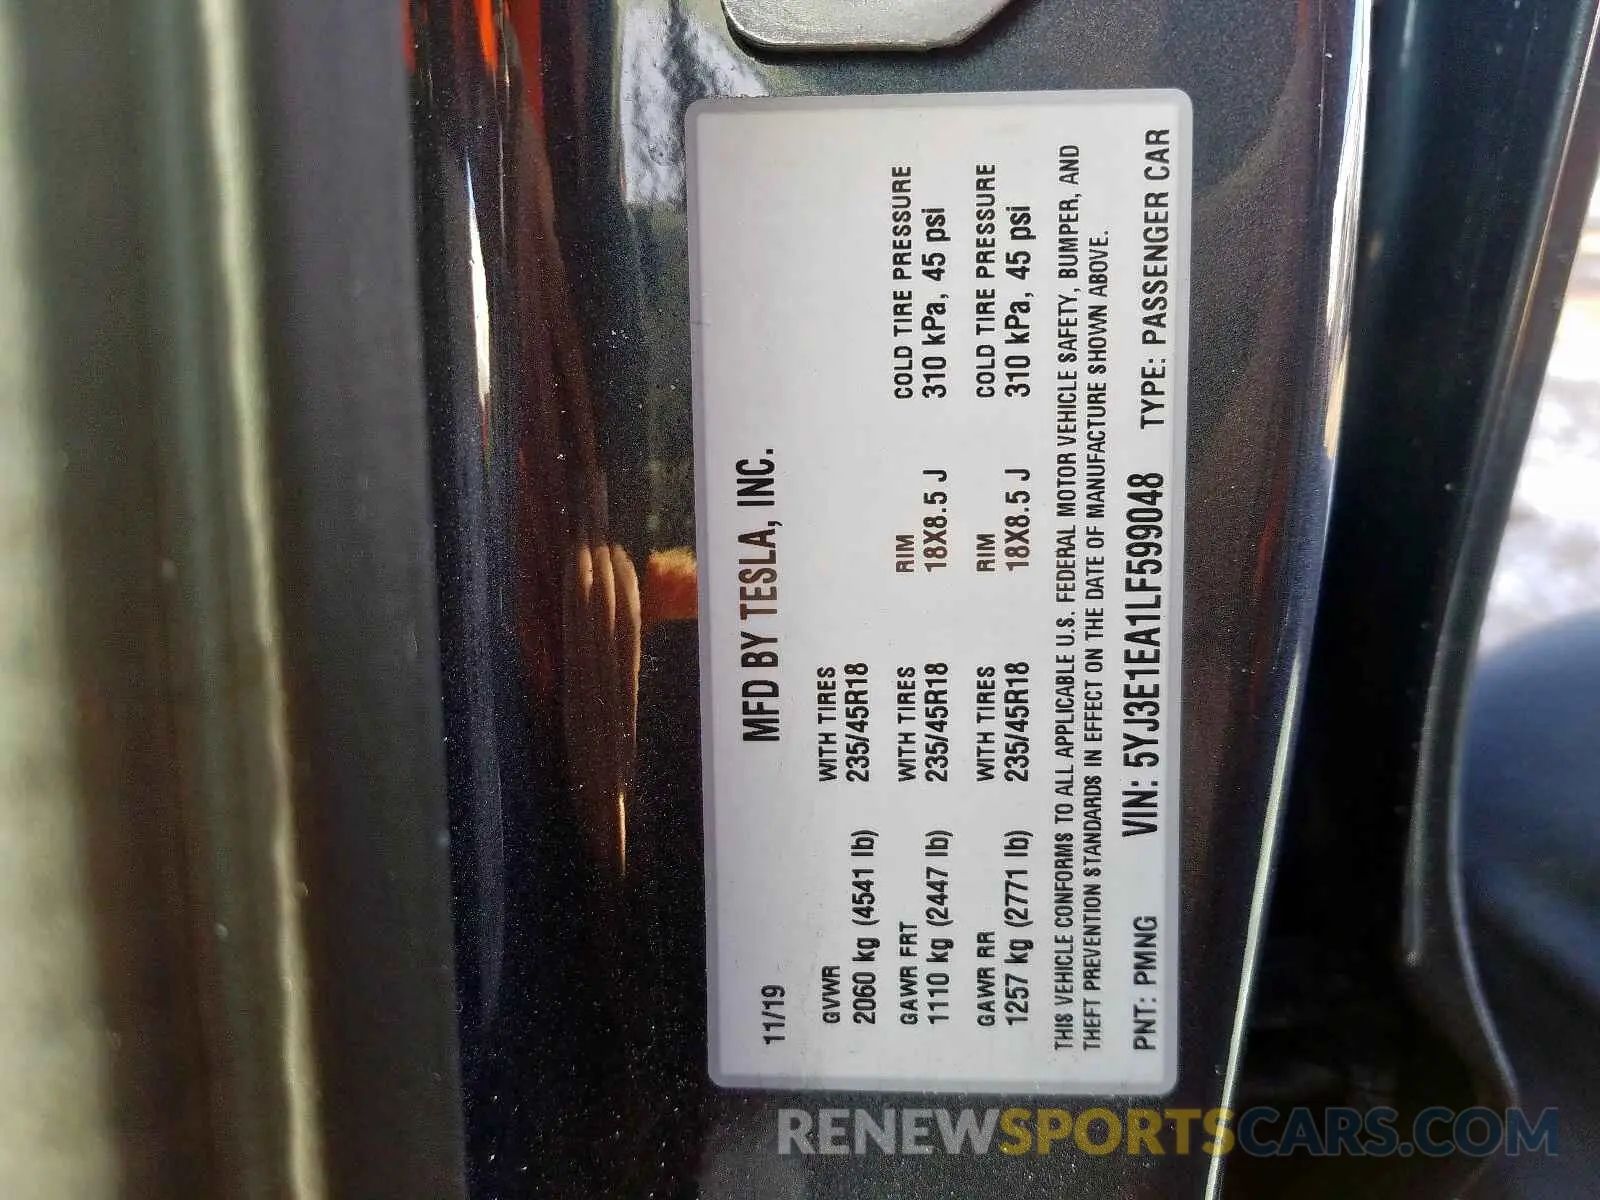 11/19 MFD BY TESLA, INC.
GVWR WITH TIRES
2060 kg (4541 lb) 235/45R18
GAWR FRT WITH TIRES RIM COLD TIRE PRESSURE
1110 kg (2447 lb) 235/45R18 18X8.5 J 310 kPa, 45 psi
GAWR RR WITH TIRES RIM COLD TIRE PRESSURE
1257 kg (2771 lb) 235/45R18 18X8.5 J 310 kPa, 45 psi
THIS VEHICLE CONFORMS TO ALL APPLICABLE U.S. FEDERAL MOTOR VEHICLE SAFETY, BUMPER, AND
THEFT PREVENTION STANDARDS IN EFFECT ON THE DATE OF MANUFACTURE SHOWN ABOVE.
PNT: PMNG VIN: 5YJ3E1EA1LF599048 TYPE: PASSENGER CAR
RENEWSPORTSCARS.COM